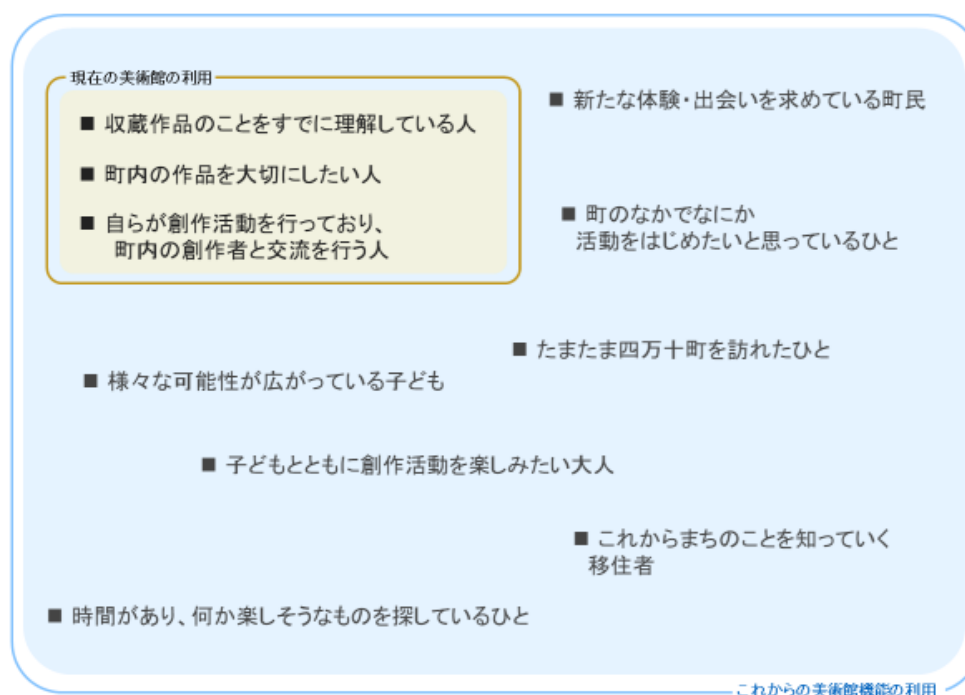 現在の美術館の利用
■ 収蔵作品のことをすでに理解している人
■ 町内の作品を大切にしたい人
■ 自らが創作活動を行っており、
町内の創作者と交流を行う人
■ 新たな体験・出会いを求めている町民
■ 町のなかでなにか
活動をはじめたいと思っているひと
■ たまたま四万十町を訪れたひと
■ 様々な可能性が広がっている子ども
■ 子どもとともに創作活動を楽しみたい大人
■ これからまちのことを知っていく
移住者
■ 時間があり、何か楽しそうなものを探しているひと
これからの美術館機能の利用